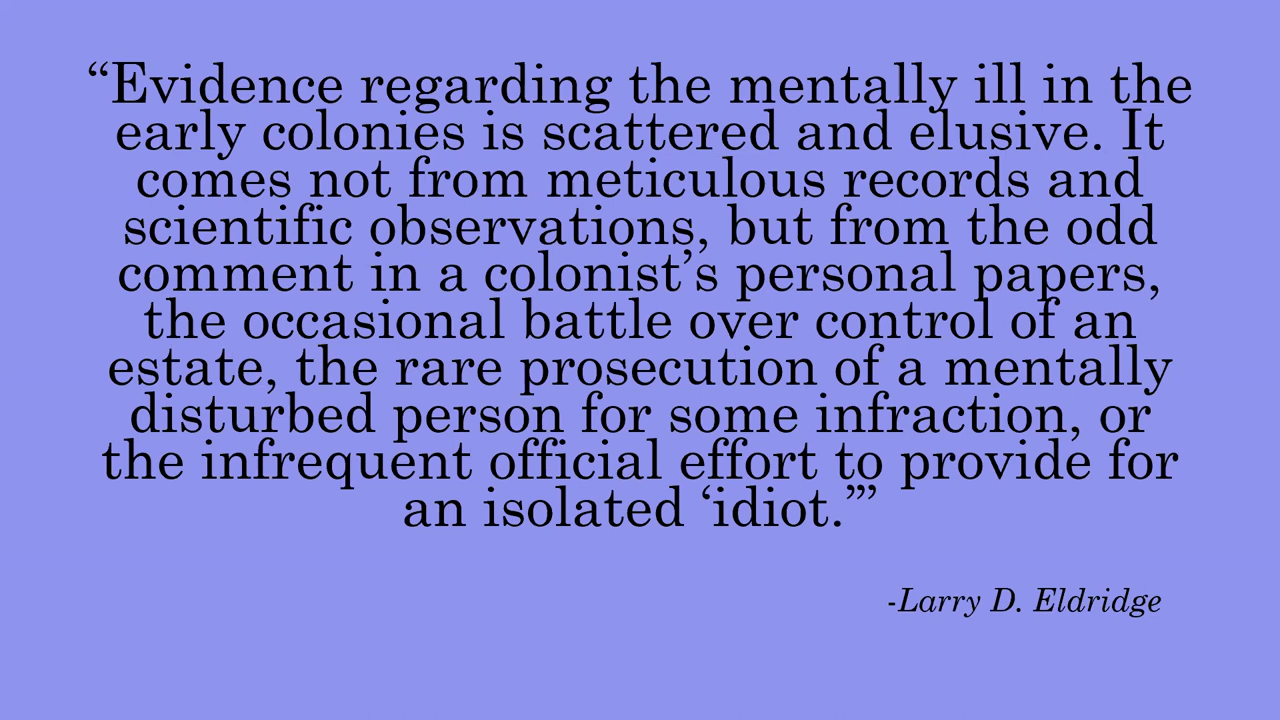 “Evidence regarding the mentally ill in the
early colonies is scattered and elusive. It
comes not from meticulous records and
scientific observations, but from the odd
comment in a colonist’s personal papers,
the occasional battle over control of an
estate, the rare prosecution of a mentally
disturbed person for some infraction, or
the infrequent official effort to provide for
an isolated ‘idiot.”’
-Larry D. Eldridge